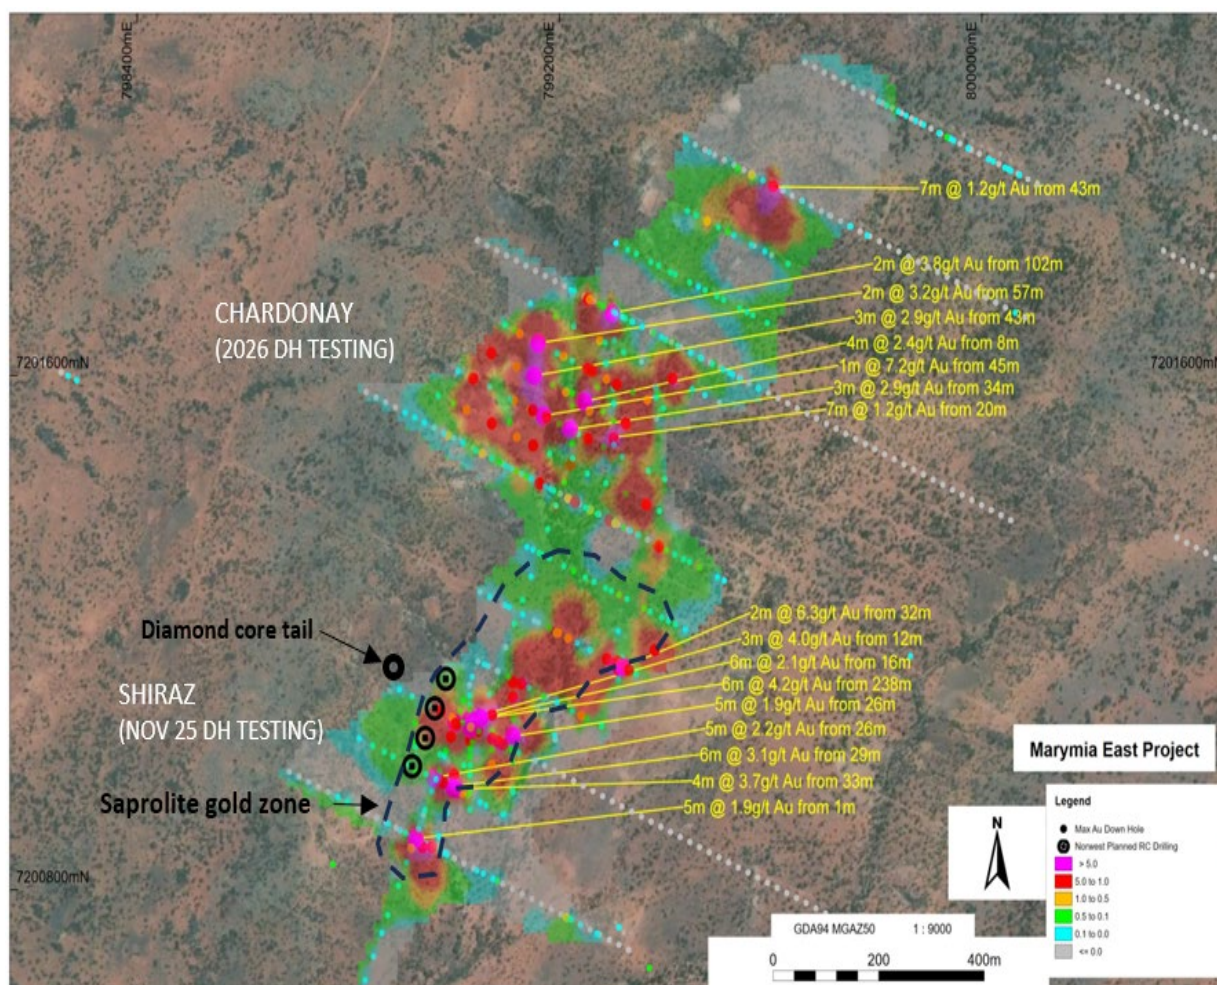 798400mE
799200mE
800000mE
7m @ 1.2g/t Au from 43m
2m @ 3.8g/t Au from 102m
2m @ 3.2g/t Au from 57m
3m @ 2.9g/t Au from 43m
4m @ 2.4g/t Au from 8m
1m @ 7.2g/t Au from 45m
3m @ 2.9g/t Au from 34m
7m @ 1.2g/t Au from 20m
CHARDONAY
(2026 DH TESTING)
7201600mN
7201600mN
Diamond core tail
SHIRAZ
(NOV 25 DH TESTING)
Saprolite gold zone
2m @ 6.3g/t Au from 32m
3m @ 4.0g/t Au from 12m
6m @ 2.1g/t Au from 16m
6m @ 4.2g/t Au from 238m
5m @ 1.9g/t Au from 26m
5m @ 2.2g/t Au from 26m
6m @ 3.1g/t Au from 29m
4m @ 3.7g/t Au from 33m
5m @ 1.9g/t Au from 1m
7200800mN
Marymia East Project
N
Legend
Max Au Down Hole
Norwest Planned RC Drilling
> 5.0
5.0 to 1.0
1.0 to 0.5
0.5 to 0.1
0.1 to 0.0
<= 0.0
GDA94 MGAZ50 1 : 9000
0 200 400m